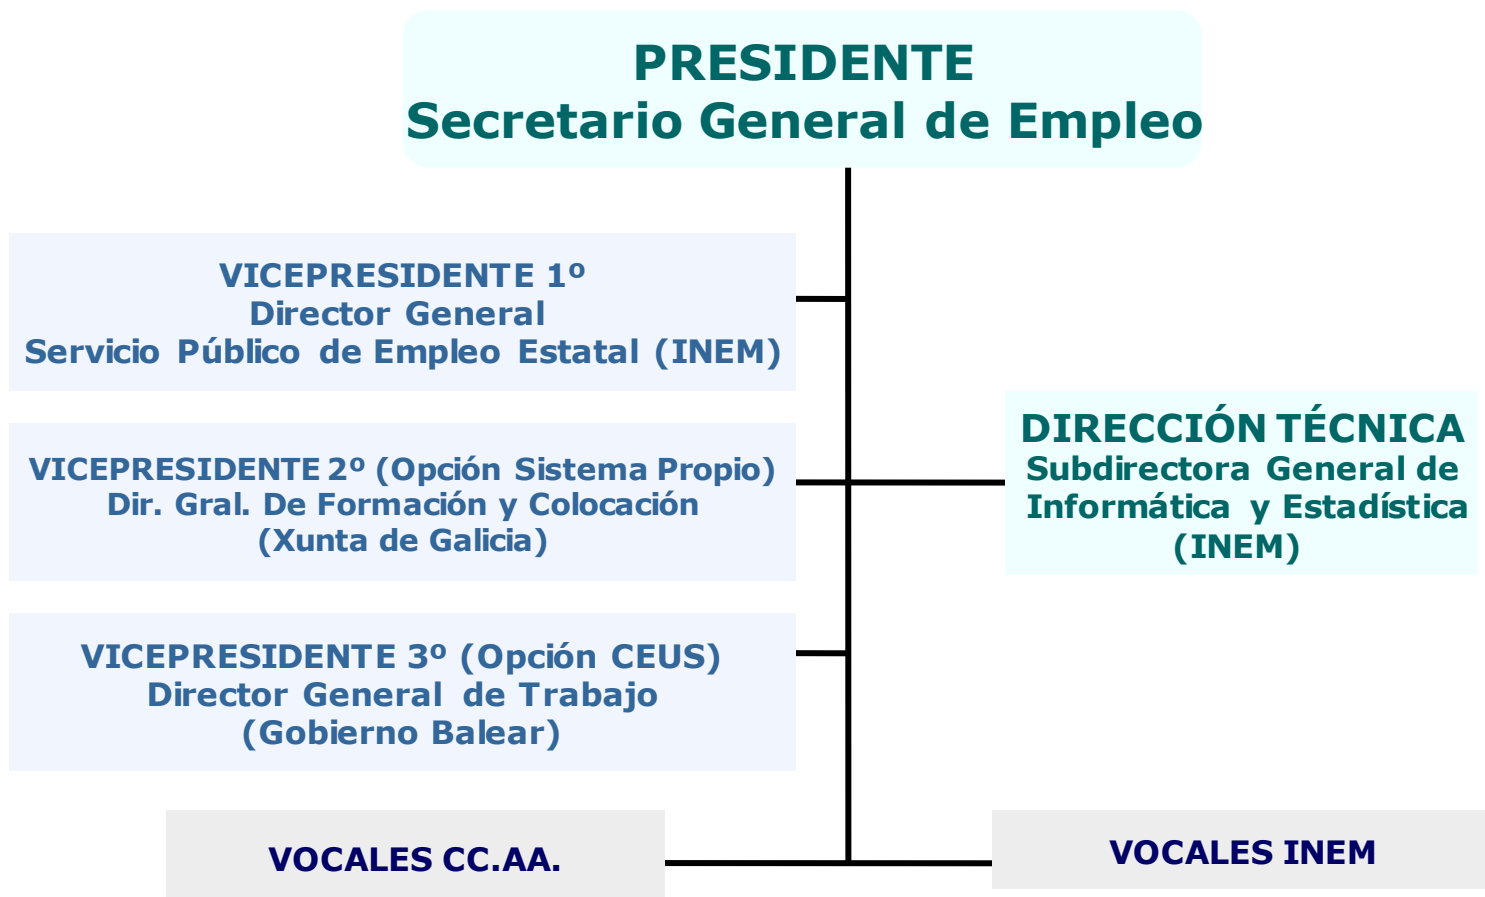 PRESIDENTE
Secretario General de Empleo
VICEPRESIDENTE 1º
Director General
Servicio Público de Empleo Estatal (INEM)
VICEPRESIDENTE 2º (Opción Sistema Propio)
Dir. Gral. De Formación y Colocación
(Xunta de Galicia)
DIRECCIÓN TÉCNICA
Subdirectora General de
Informática y Estadística
(INEM)
VICEPRESIDENTE 3º (Opción CEUS)
Director General de Trabajo
(Gobierno Balear)
VOCALES CC.AA.
VOCALES INEM